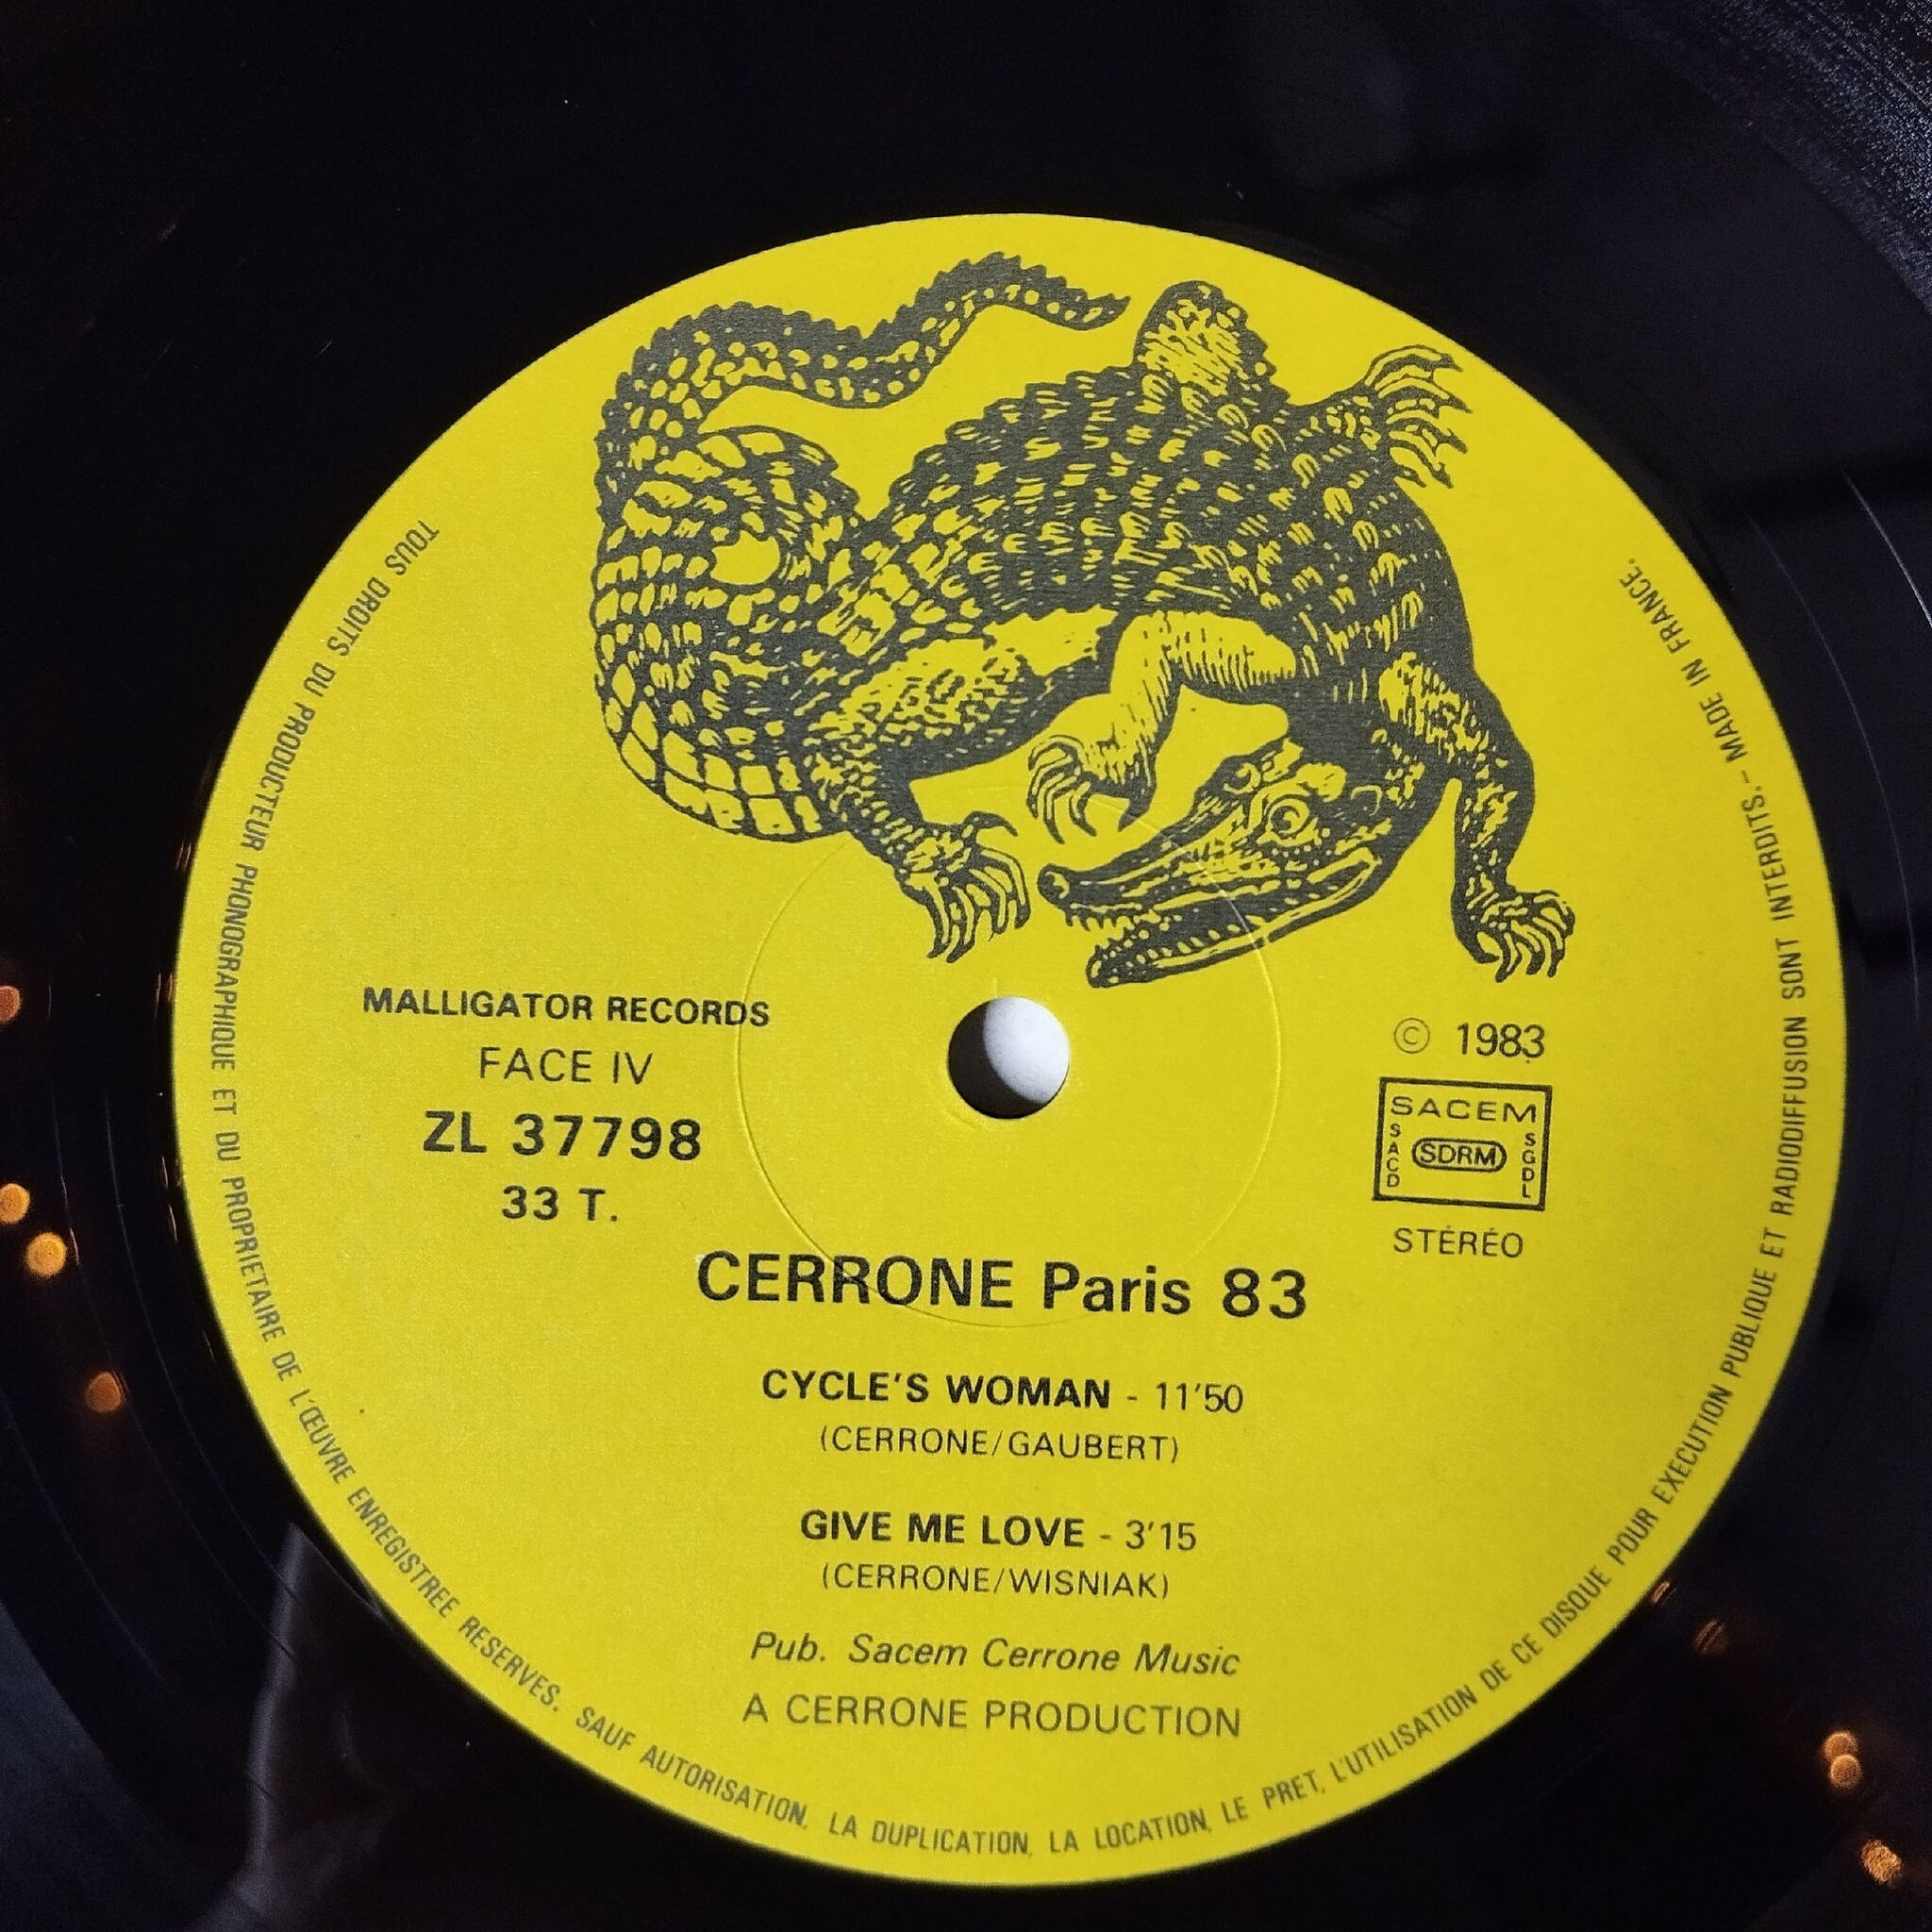 MALLIGATOR RECORDS
FACE IV
ZL 37798
33 T.
© 1983
SACEM
SACD
SDRM
SGDL
STÉRÉO
CERRONE Paris 83
CYCLE'S WOMAN - 11'50
(CERRONE/GAUBERT)
GIVE ME LOVE - 3'15
(CERRONE/WISNIAK)
Pub. Sacem Cerrone Music
A CERRONE PRODUCTION
TOUS DROITS DU PRODUCTEUR PHONOGRAPHIQUE ET DU PROPRIETAIRE DE L'ŒUVRE ENREGISTREE RESERVES. SAUF AUTORISATION, LA DUPLICATION, LA LOCATION, LE PRET, L'UTILISATION DE CE DISQUE POUR EXECUTION PUBLIQUE ET RADIODIFFUSION SONT INTERDITS. - MADE IN FRANCE.